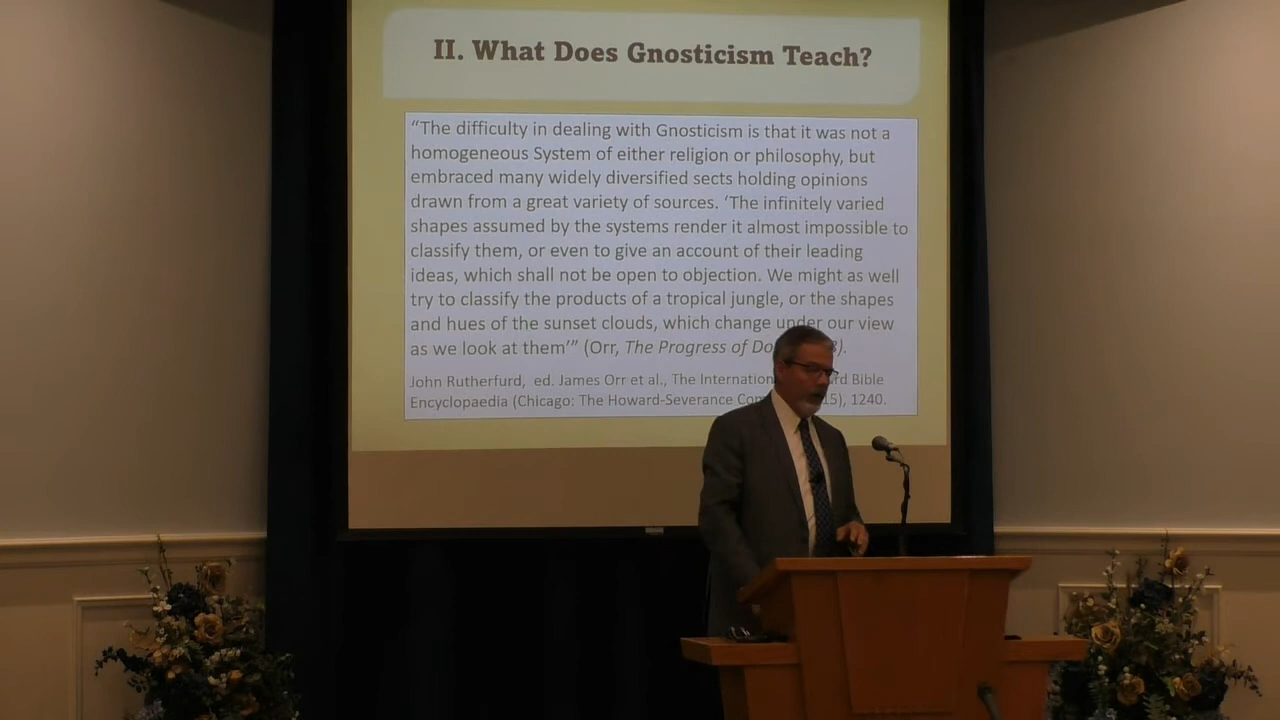 II. What Does Gnosticism Teach?
“The difficulty in dealing with Gnosticism is that it was not a
homogeneous System of either religion or philosophy, but
embraced many widely diversified sects holding opinions
drawn from a great variety of sources. ‘The infinitely varied
shapes assumed by the systems render it almost impossible to
classify them, or even to give an account of their leading
ideas, which shall not be open to objection. We might as well
try to classify the products of a tropical jungle, or the shapes
and hues of the sunset clouds, which change under our view
as we look at them’” (Orr, The Progress of
John Rutherfurd, ed. James Orr et al., The Bible
Encyclopaedia (Chicago: The Howard-Severance 1240.